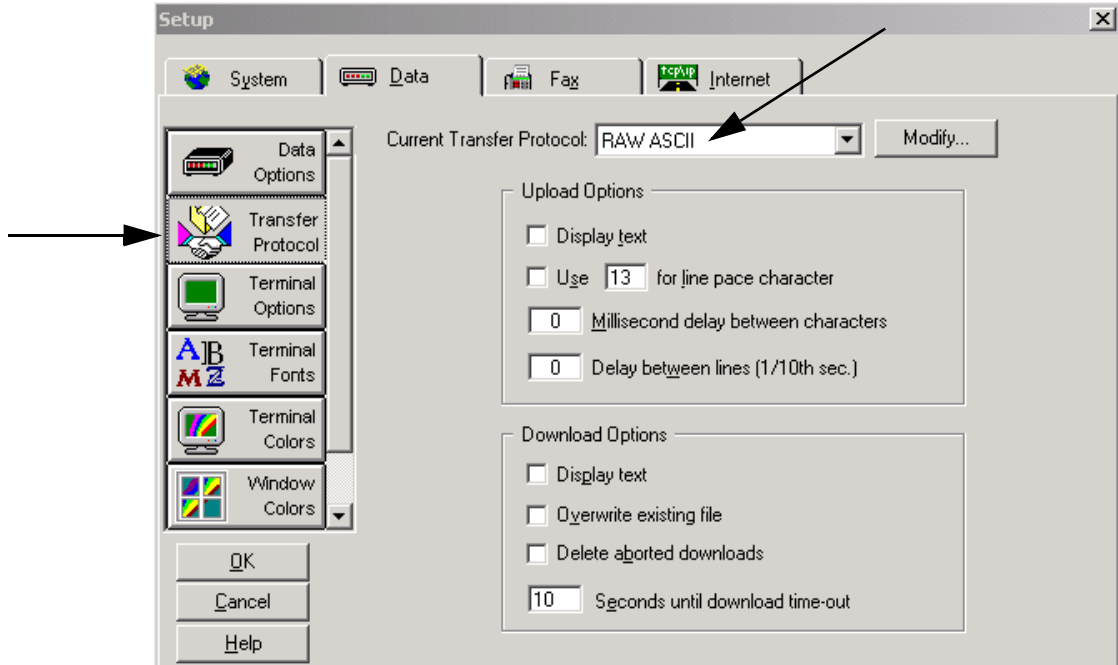 Setup
System
Data
Fax
tcp\ip
Internet
Data
Options
Transfer
Protocol
Terminal
Options
A B
M Z
Terminal
Fonts
Terminal
Colors
Window
Colors
OK
Cancel
Help
Current Transfer Protocol: RAW ASCII Modify...
Upload Options
Display text
Use 13 for line pace character
0 Millisecond delay between characters
0 Delay between lines (1/10th sec.)
Download Options
Display text
Overwrite existing file
Delete aborted downloads
10 Seconds until download time-out